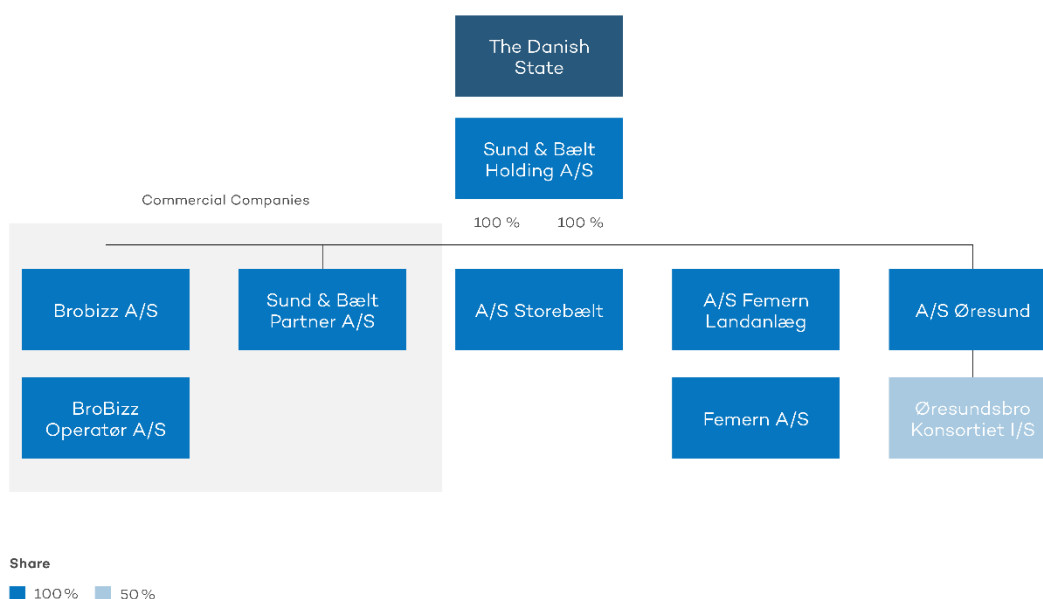 The Danish
State
Sund & Bælt
Holding A/S
Commercial Companies
100 %
100 %
Brobizz A/S
Sund & Bælt
Partner A/S
A/S Storebælt
A/S Femern
Landanlæg
A/S Øresund
BroBizz
Operatør A/S
Femern A/S
Øresundsbro
Konsortiet I/S
Share
100 %
50 %